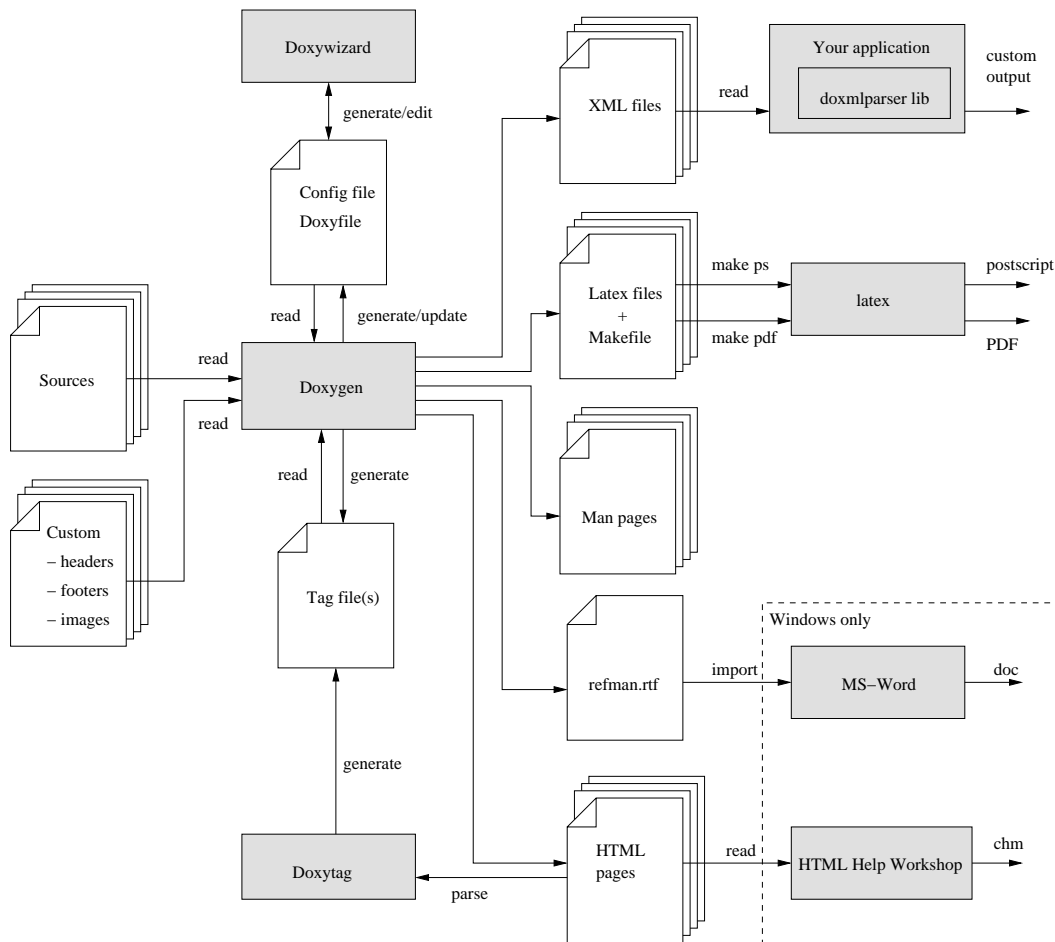 Doxywizard
generate/edit
Config file
Doxyfile
read
generate/update
Sources
read
Doxygen
read
Custom
– headers
– footers
– images
read
generate
Tag file(s)
generate
Doxytag
parse
XML files
read
Your application
doxmlparser lib
custom
output
Latex files
+
Makefile
make ps
make pdf
latex
postscript
PDF
Man pages
refman.rtf
import
Windows only
MS–Word
doc
HTML
pages
read
HTML Help Workshop
chm